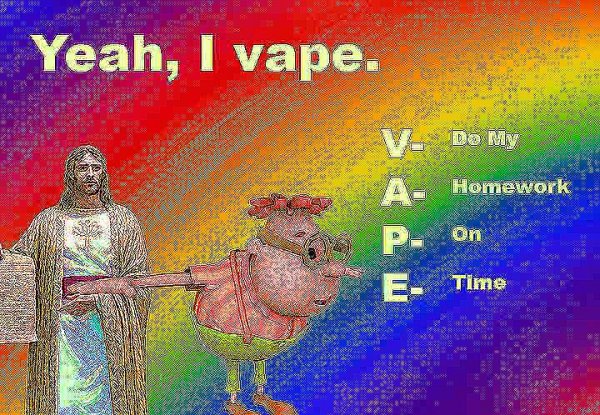 Yeah, I vape.
V- Do My
A- Homework
P- On
E- Time